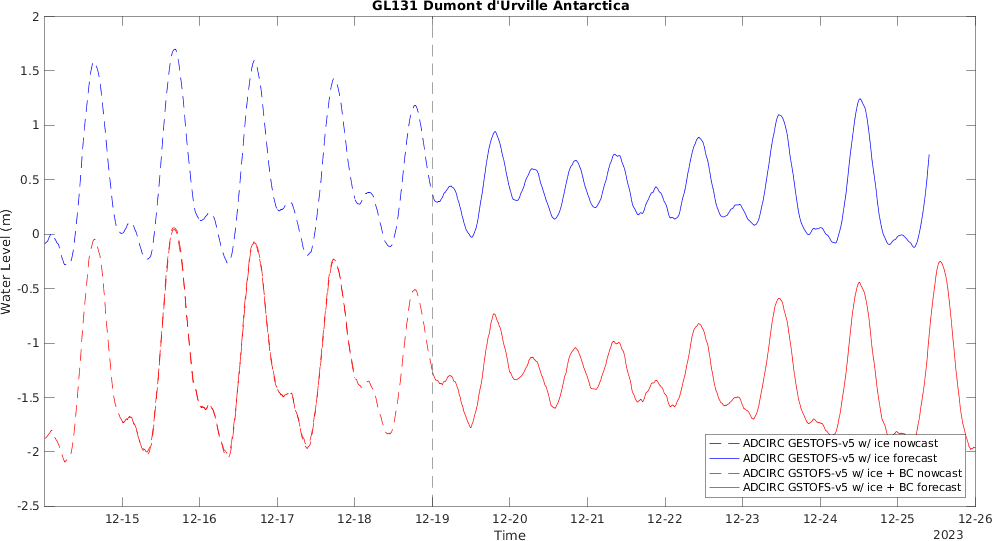 GL131 Dumont d'Urville Antarctica
2
1.5
1
0.5
0
-0.5
-1
-1.5
-2
-2.5
Water Level (m)
12-15 12-16 12-17 12-18 12-19 12-20 12-21 12-22 12-23 12-24 12-25 12-26
Time
2023
ADCIRC GESTOFS-v5 w/ ice nowcast
ADCIRC GESTOFS-v5 w/ ice forecast
ADCIRC GSTOFS-v5 w/ ice + BC nowcast
ADCIRC GSTOFS-v5 w/ ice + BC forecast